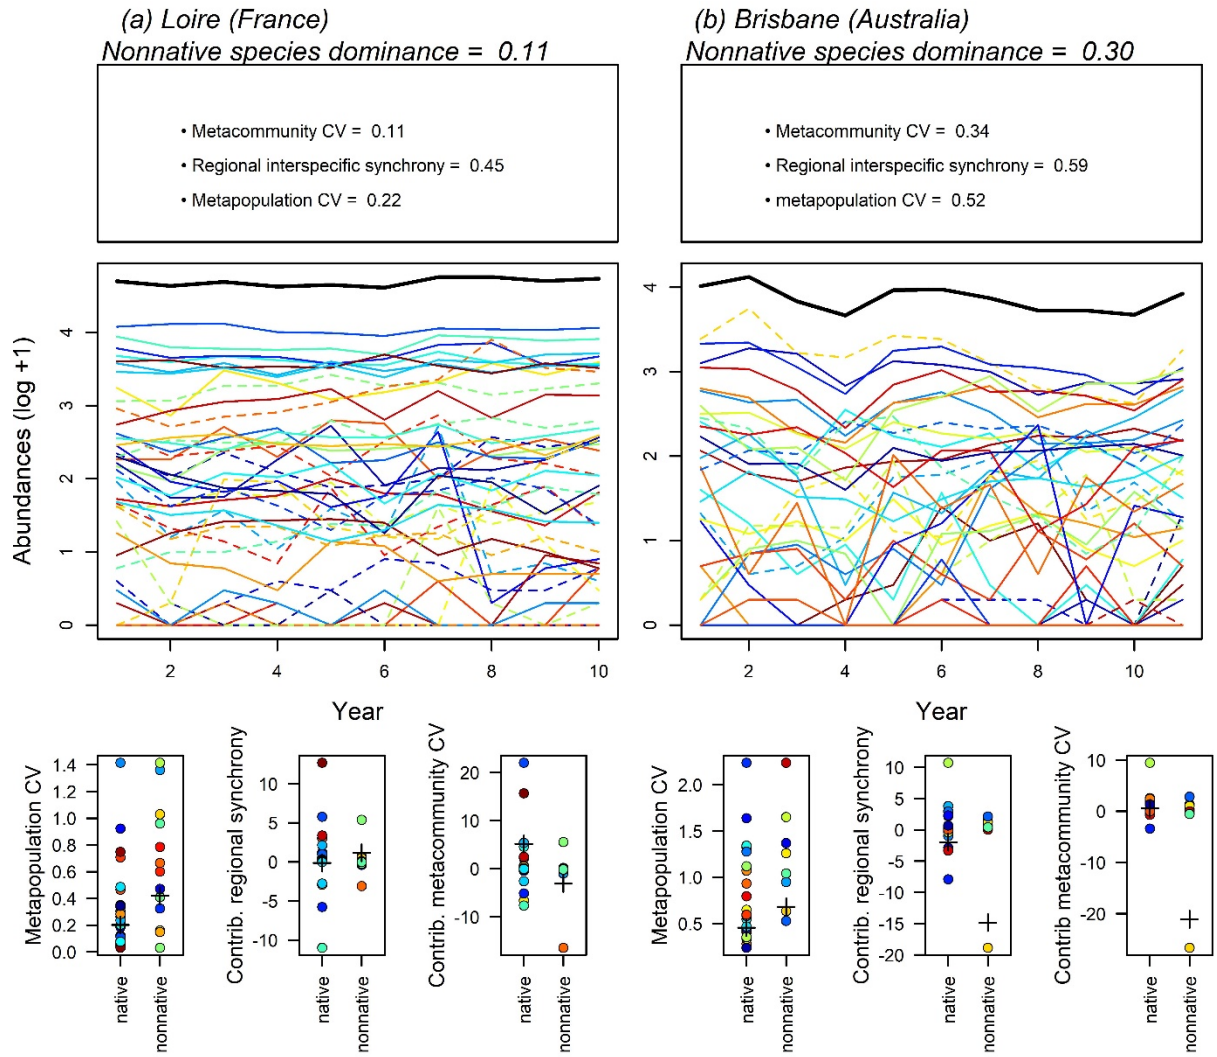 (a) Loire (France)
Nonnative species dominance = 0.11
• Metacommunity CV = 0.11
• Regional interspecific synchrony = 0.45
• Metapopulation CV = 0.22
(b) Brisbane (Australia)
Nonnative species dominance = 0.30
• Metacommunity CV = 0.34
• Regional interspecific synchrony = 0.59
• metapopulation CV = 0.52
Abundances (log +1)
4
3
2
1
0
2
4
6
8
10
Year
4
3
2
1
0
2
4
6
8
10
Year
Metapopulation CV
1.4
1.2
1.0
0.8
0.6
0.4
0.2
0.0
native
nonnative
Contrib. regional synchrony
10
5
0
-5
-10
native
nonnative
Contrib. metacommunity CV
20
10
0
-10
native
nonnative
Metapopulation CV
2.0
1.5
1.0
0.5
native
nonnative
Contrib. regional synchrony
10
5
0
-5
-10
-15
-20
native
nonnative
Contrib metacommunity CV
10
0
-10
-20
native
nonnative